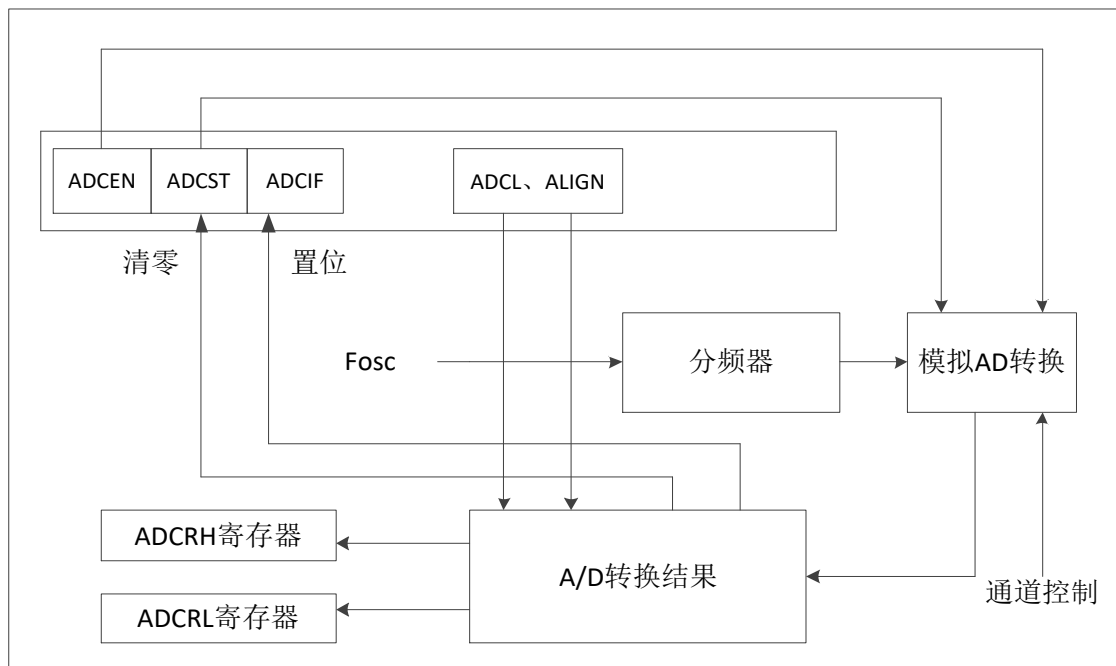 ADCEN
ADCST
ADCIF
ADCL、ALIGN
清零
置位
Fosc
分频器
模拟AD转换
ADCRH寄存器
A/D转换结果
ADCRL寄存器
通道控制